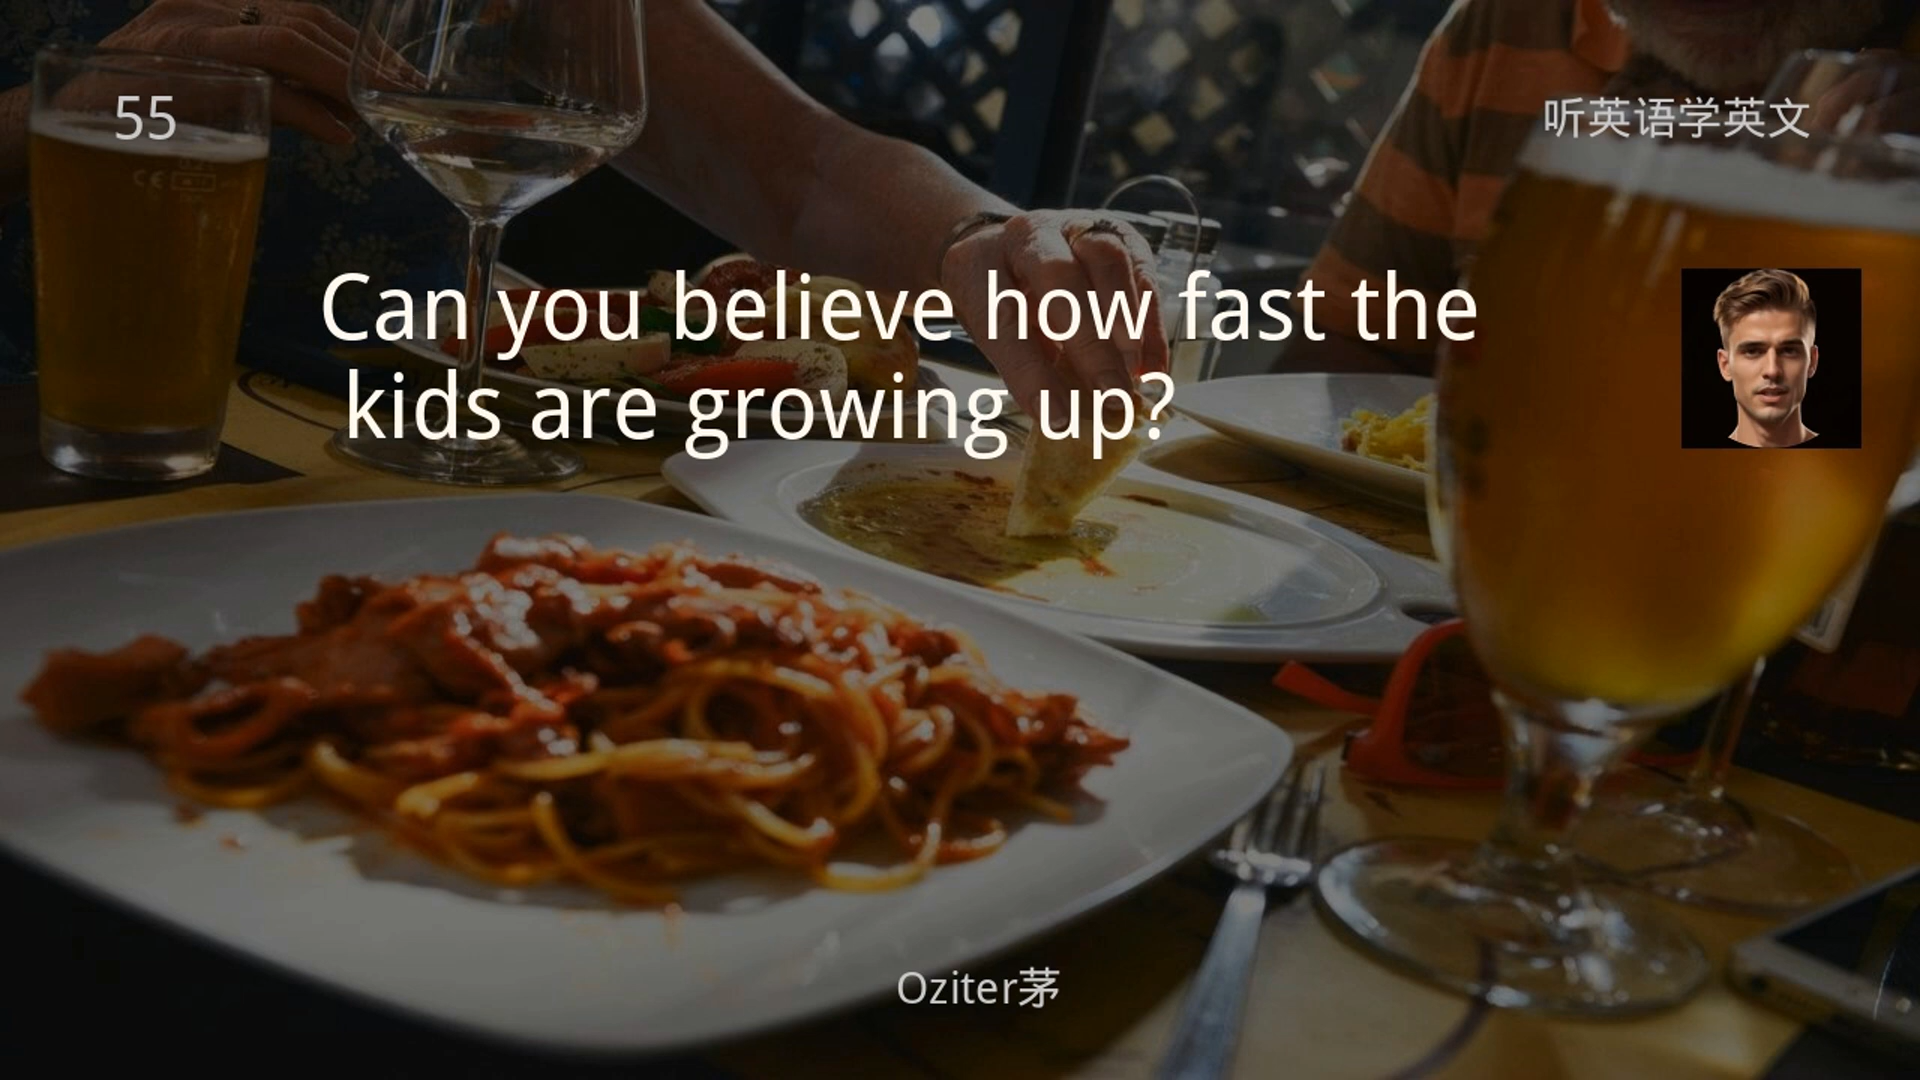 55
听英语学英文
Can you believe how fast the
kids are growing up?
Oziter茅